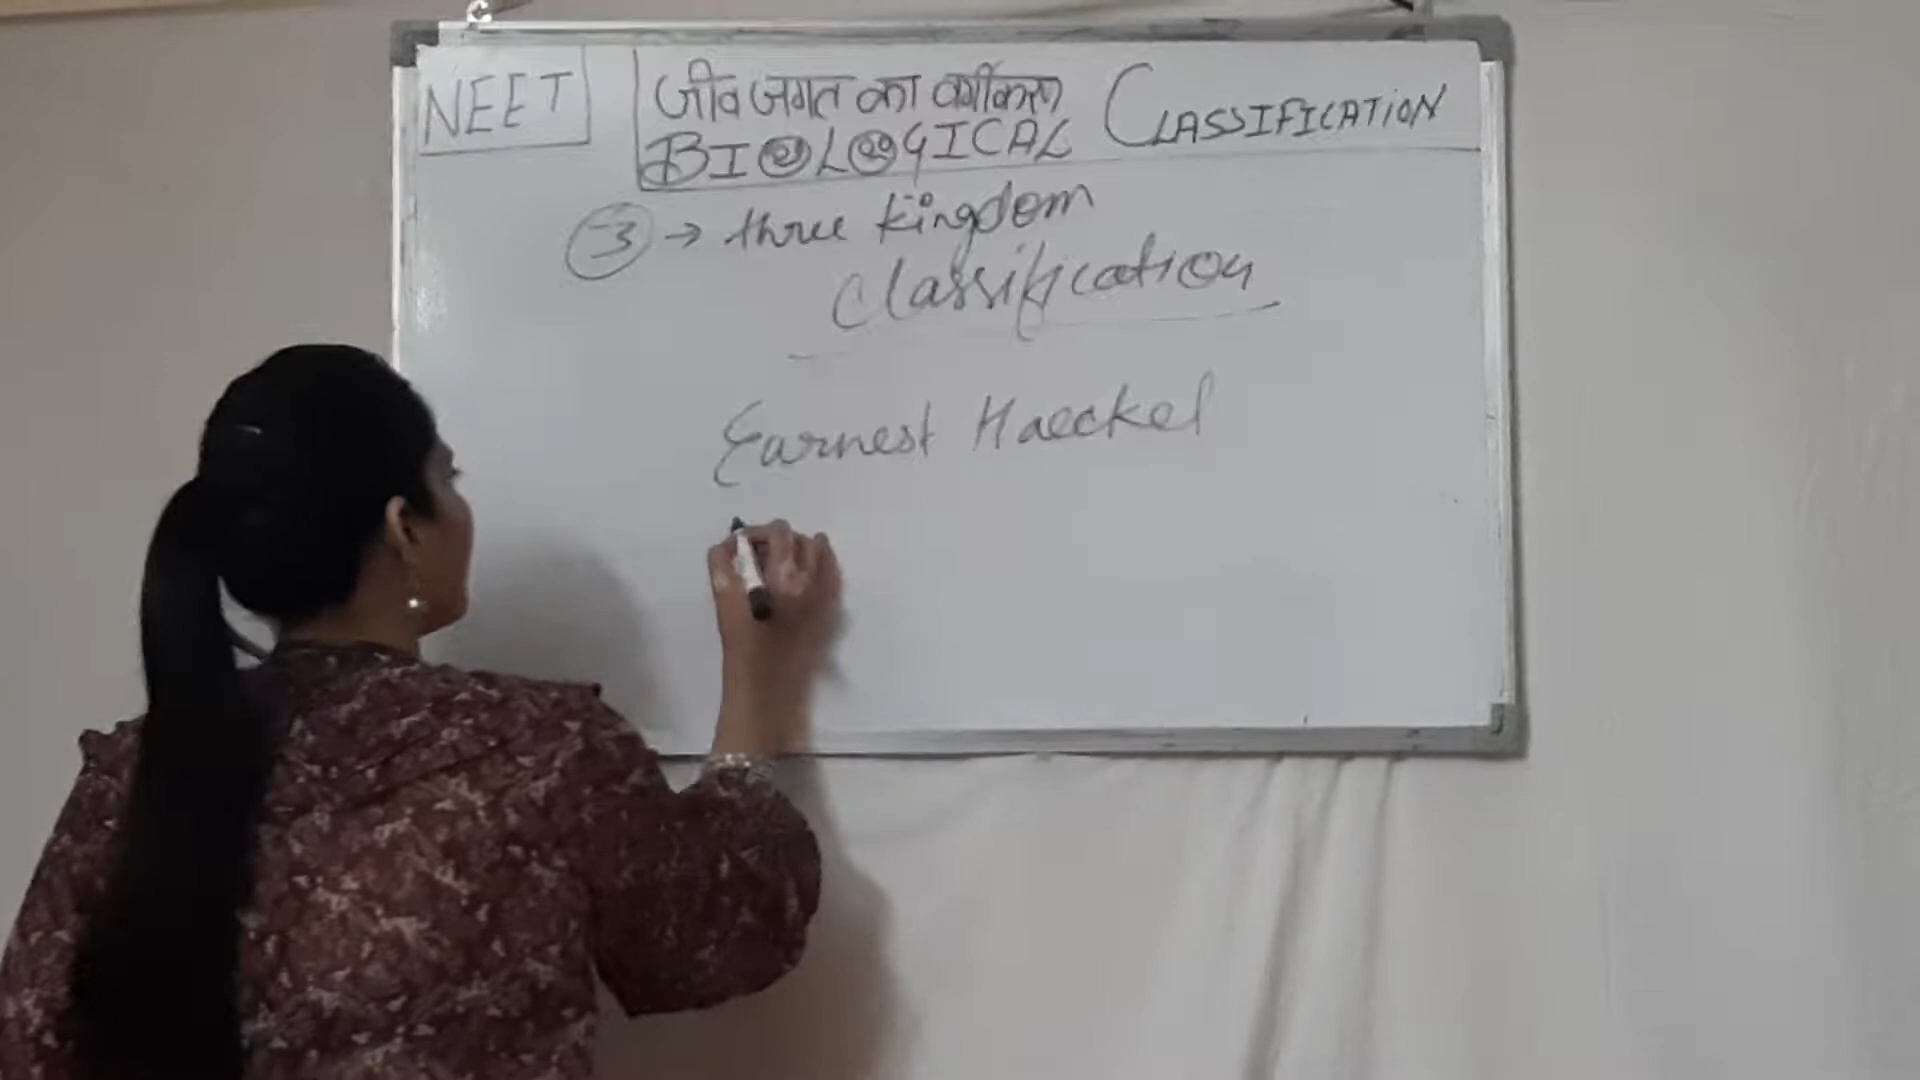 NEET
जीव जगत का वर्गीकरण
BIOLOGICAL CLASSIFICATION
3 → three kingdom
classification
Earnest Haeckel